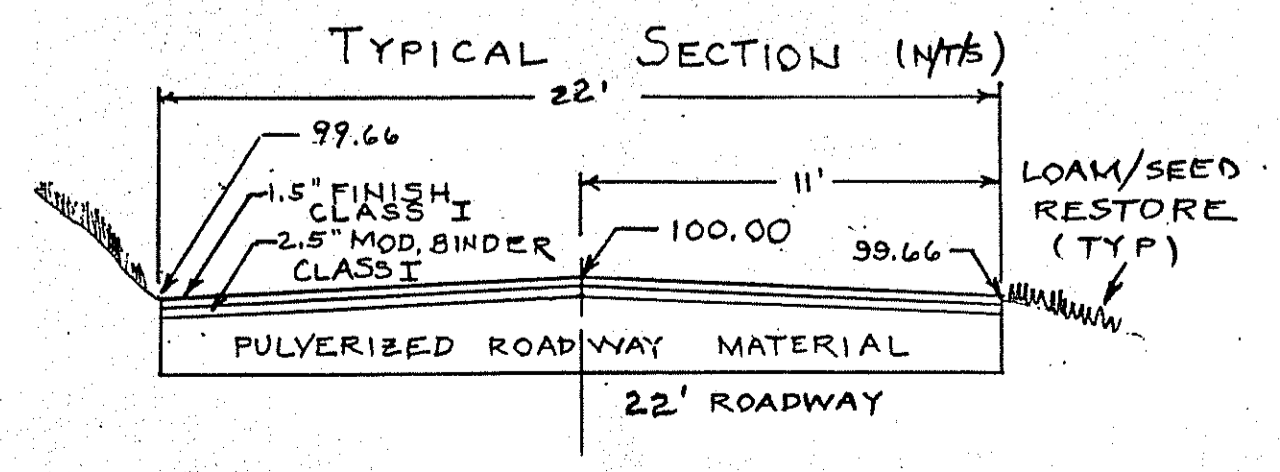 TYPICAL SECTION (N/T/S)
22'
99.66
1.5" FINISH
CLASS I
2.5" MOD. BINDER
CLASS I
11'
100.00
99.66
LOAM/SEED
RESTORE
(TYP)
PULVERIZED ROADWAY MATERIAL
22' ROADWAY